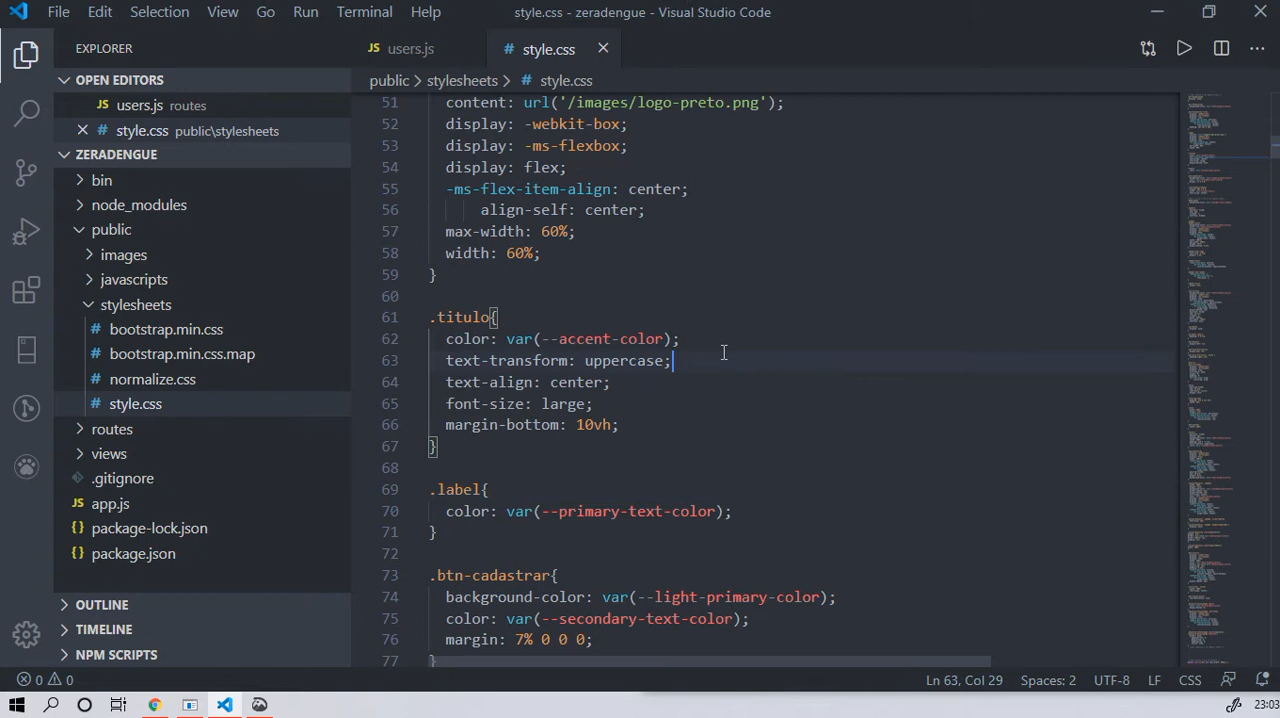 File Edit Selection View Go Run Terminal Help style.css - zeradengue - Visual Studio Code
EXPLORER
OPEN EDITORS
JS users.js routes
# style.css public\stylesheets
ZERADENGUE
bin
node_modules
public
images
javascripts
stylesheets
# bootstrap.min.css
# bootstrap.min.css.map
# normalize.css
# style.css
routes
views
.gitignore
JS app.js
package-lock.json
package.json
OUTLINE
TIMELINE
NPM SCRIPTS
JS users.js # style.css
public > stylesheets > # style.css
51 content: url('/images/logo-preto.png');
52 display: -webkit-box;
53 display: -ms-flexbox;
54 display: flex;
55 -ms-flex-item-align: center;
56 align-self: center;
57 max-width: 60%;
58 width: 60%;
59 }
60
61 .titulo{
62 color: var(--accent-color);
63 text-transform: uppercase;
64 text-align: center;
65 font-size: large;
66 margin-bottom: 10vh;
67 }
68
69 .label{
70 color: var(--primary-text-color);
71 }
72
73 .btn-cadastrar{
74 background-color: var(--light-primary-color);
75 color: var(--secondary-text-color);
76 margin: 7% 0 0 0;
77 }
0 0 Ln 63, Col 29 Spaces: 2 UTF-8 LF CSS
23:03